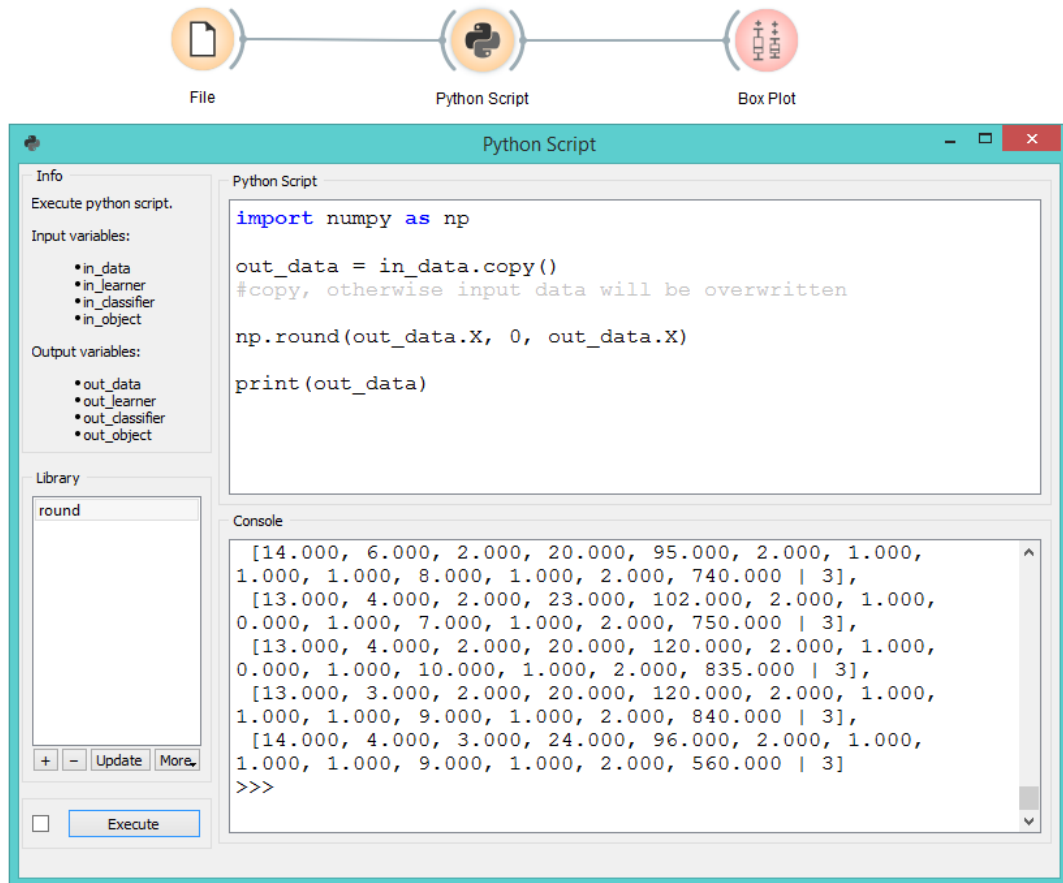 File
Python Script
Box Plot
Python Script
Info
Execute python script.
Input variables:
• in_data
• in_learner
• in_classifier
• in_object
Output variables:
• out_data
• out_learner
• out_classifier
• out_object
Library
round
+ − Update More
Execute
Python Script
import numpy as np
out_data = in_data.copy()
#copy, otherwise input data will be overwritten
np.round(out_data.X, 0, out_data.X)
print(out_data)
Console
[14.000, 6.000, 2.000, 20.000, 95.000, 2.000, 1.000,
1.000, 1.000, 8.000, 1.000, 2.000, 740.000 | 3],
[13.000, 4.000, 2.000, 23.000, 102.000, 2.000, 1.000,
0.000, 1.000, 7.000, 1.000, 2.000, 750.000 | 3],
[13.000, 4.000, 2.000, 20.000, 120.000, 2.000, 1.000,
0.000, 1.000, 10.000, 1.000, 2.000, 835.000 | 3],
[13.000, 3.000, 2.000, 20.000, 120.000, 2.000, 1.000,
1.000, 1.000, 9.000, 1.000, 2.000, 840.000 | 3],
[14.000, 4.000, 3.000, 24.000, 96.000, 2.000, 1.000,
1.000, 1.000, 9.000, 1.000, 2.000, 560.000 | 3]
>>>